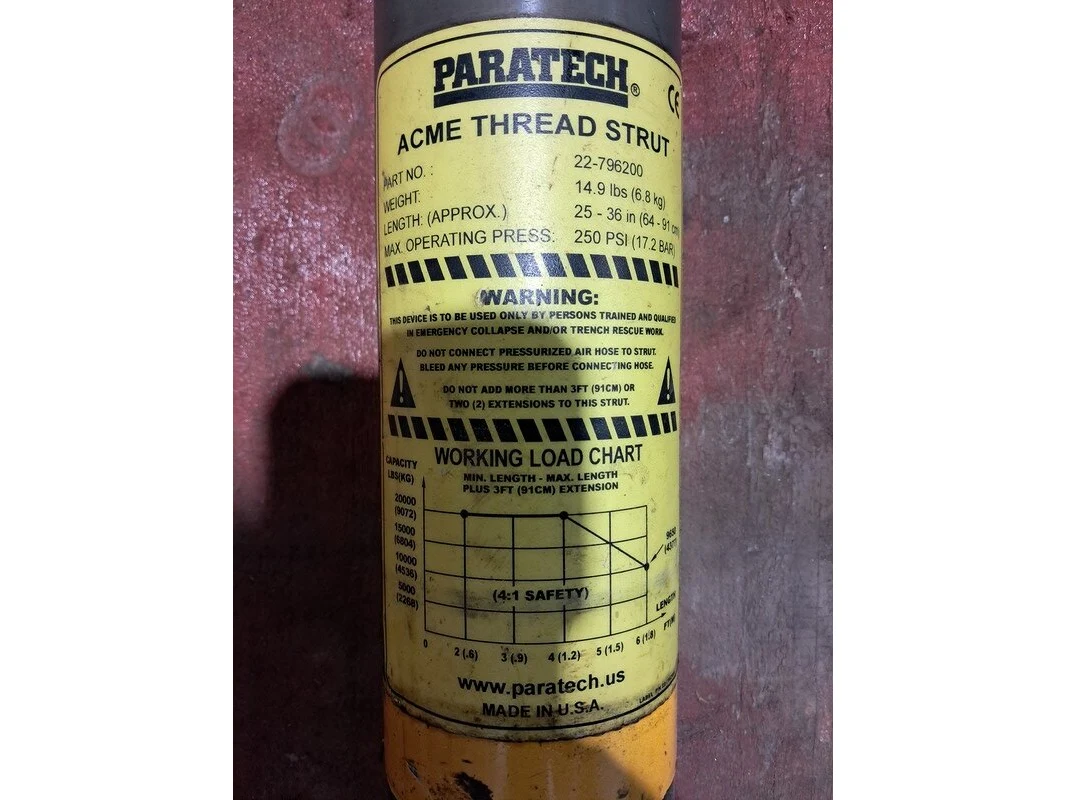 PARATECH®
CE
ACME THREAD STRUT
PART NO. : 22-796200
WEIGHT: 14.9 lbs (6.8 kg)
LENGTH: (APPROX.) 25 - 36 in (64 - 91 cm)
MAX. OPERATING PRESS: 250 PSI (17.2 BAR)
WARNING:
THIS DEVICE IS TO BE USED ONLY BY PERSONS TRAINED AND QUALIFIED
IN EMERGENCY COLLAPSE AND/OR TRENCH RESCUE WORK.
DO NOT CONNECT PRESSURIZED AIR HOSE TO STRUT.
BLEED ANY PRESSURE BEFORE CONNECTING HOSE.
DO NOT ADD MORE THAN 3FT (91CM) OR
TWO (2) EXTENSIONS TO THIS STRUT.
WORKING LOAD CHART
MIN. LENGTH - MAX. LENGTH
PLUS 3FT (91CM) EXTENSION
CAPACITY
LBS(KG)
20000
(9072)
15000
(6804)
10000
(4536)
5000
(2268)
9650
(4377)
(4:1 SAFETY)
LENGTH
FT(M)
0 2 (.6) 3 (.9) 4 (1.2) 5 (1.5) 6 (1.8)
www.paratech.us
MADE IN U.S.A.
LABEL